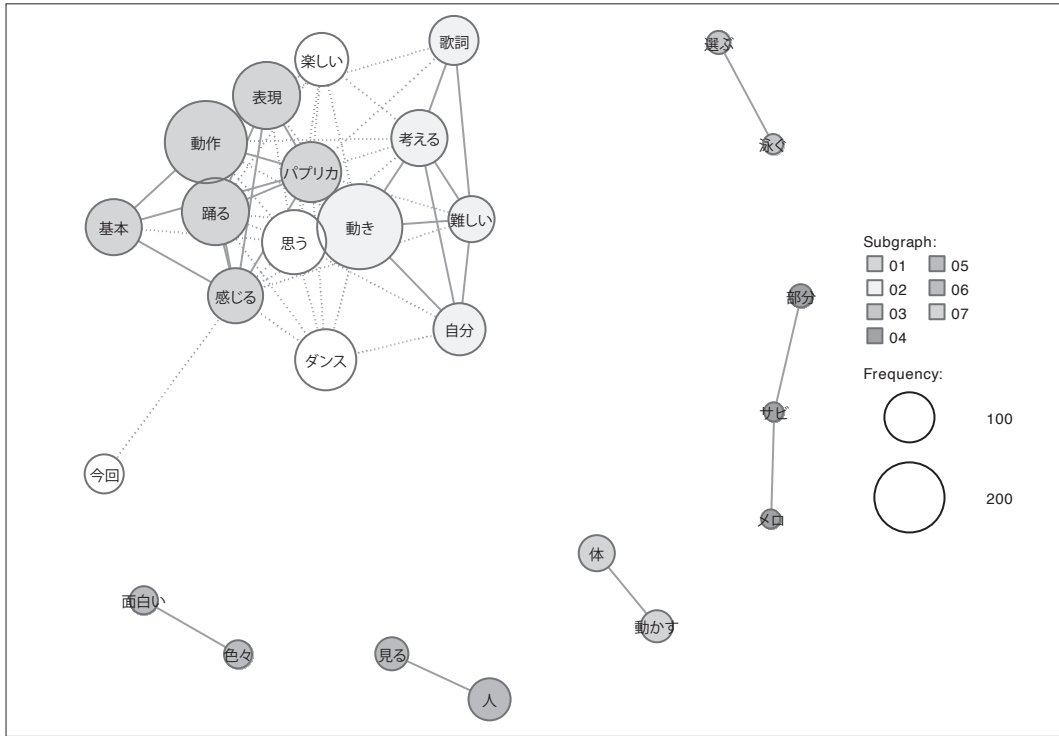 歌詞
選ぶ
楽しい
表現
動作
考える
泳ぐ
パプリカ
踊る
難しい
基本
動き
思う
感じる
部分
自分
ダンス
サビ
今回
メロ
体
面白い
動かす
色々
見る
人
Subgraph:
01 05
02 06
03 07
04
Frequency:
100
200